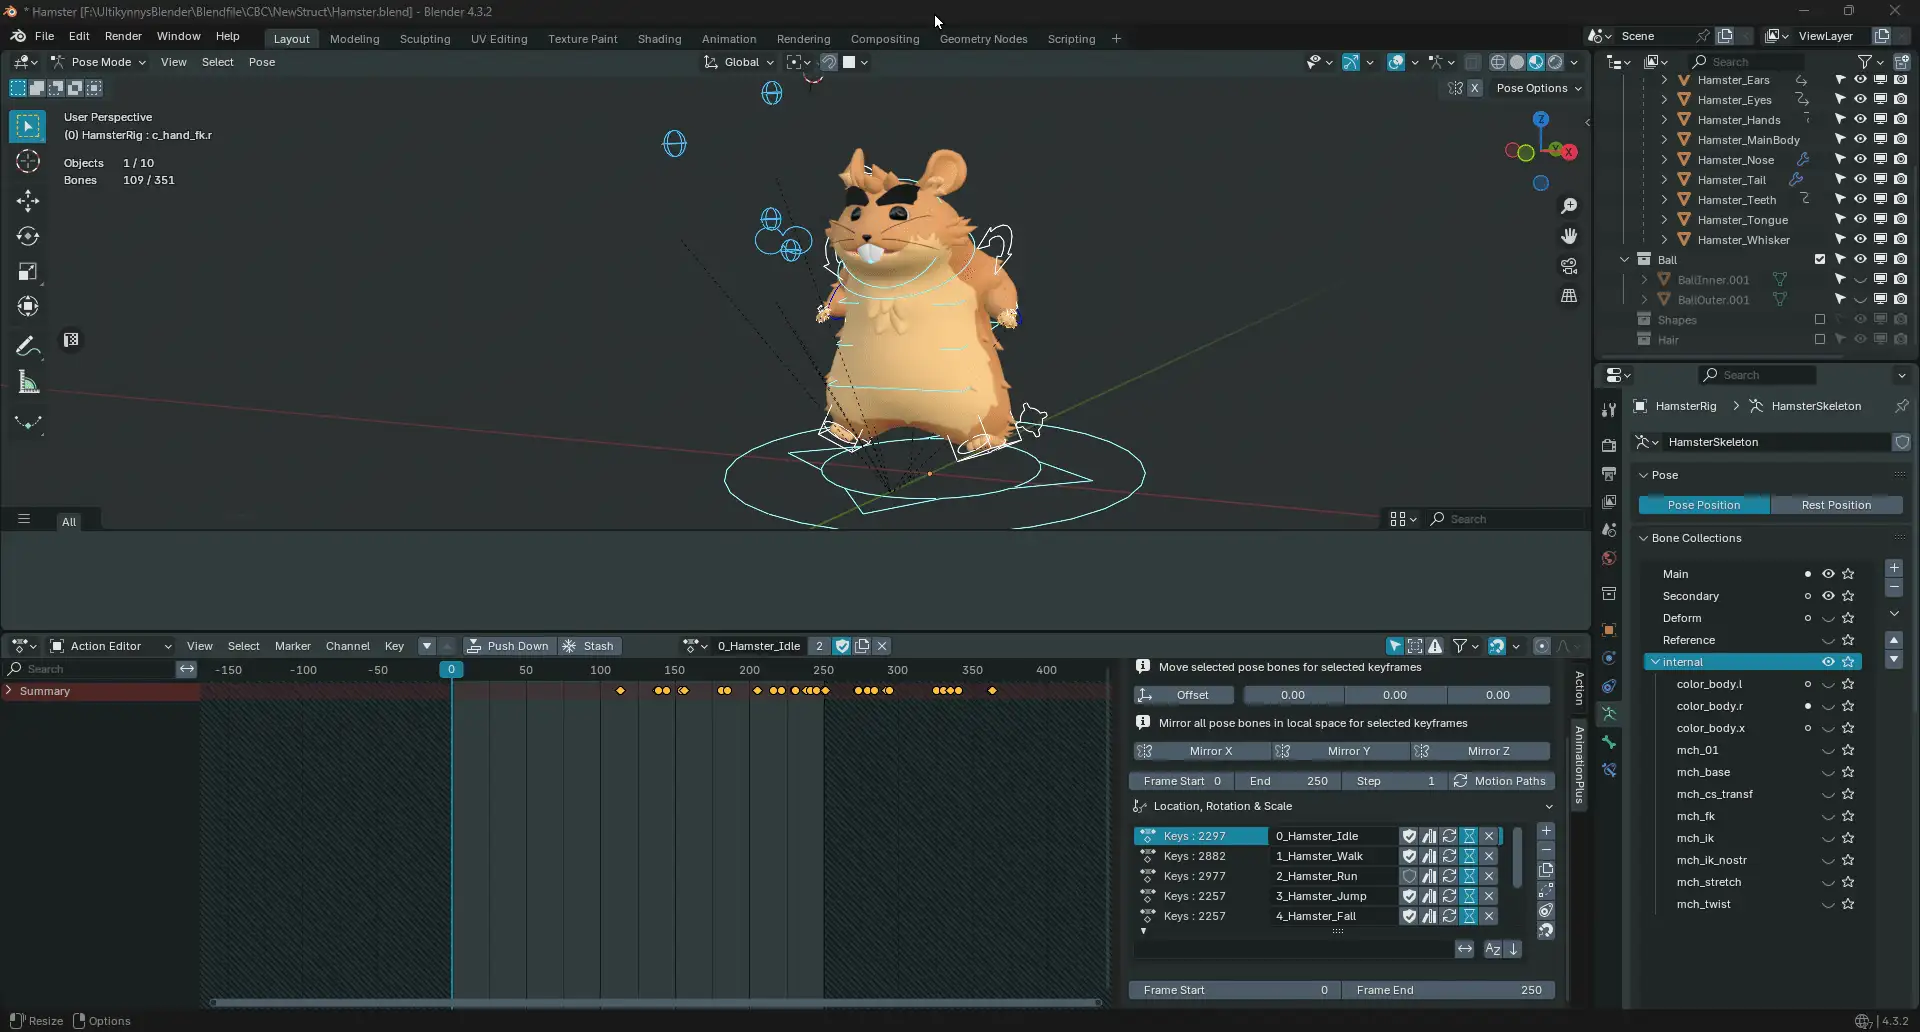 * Hamster [F:\UltikynnysBlender\Blendfile\CBC\NewStruct\Hamster.blend] - Blender 4.3.2
File Edit Render Window Help
Layout Modeling Sculpting UV Editing Texture Paint Shading Animation Rendering Compositing Geometry Nodes Scripting +
Scene
ViewLayer
Pose Mode View Select Pose
Global
X Pose Options
User Perspective
(0) HamsterRig : c_hand_fk.r
Objects 1 / 10
Bones 109 / 351
Z
Y
X
Search
Hamster_Ears
Hamster_Eyes
Hamster_Hands
Hamster_MainBody
Hamster_Nose
Hamster_Tail
Hamster_Teeth
Hamster_Tongue
Hamster_Whisker
Ball
BallInner.001
BallOuter.001
Shapes
Hair
Search
HamsterRig > HamsterSkeleton
HamsterSkeleton
Pose
Pose Position Rest Position
Bone Collections
Main
Secondary
Deform
Reference
internal
color_body.l
color_body.r
color_body.x
mch_01
mch_base
mch_cs_transf
mch_fk
mch_ik
mch_ik_nostr
mch_stretch
mch_twist
All
Search
Action Editor View Select Marker Channel Key
Push Down Stash
0_Hamster_Idle 2
Search
-150 -100 -50 0 50 100 150 200 250 300 350 400
Summary
Move selected pose bones for selected keyframes
Offset 0.00 0.00 0.00
Mirror all pose bones in local space for selected keyframes
Mirror X Mirror Y Mirror Z
Frame Start 0 End 250 Step 1 Motion Paths
Location, Rotation & Scale
Keys : 2297 0_Hamster_Idle
Keys : 2882 1_Hamster_Walk
Keys : 2977 2_Hamster_Run
Keys : 2257 3_Hamster_Jump
Keys : 2257 4_Hamster_Fall
AZ
Frame Start 0 Frame End 250
Action
AnimationPlus
Resize Options
4.3.2